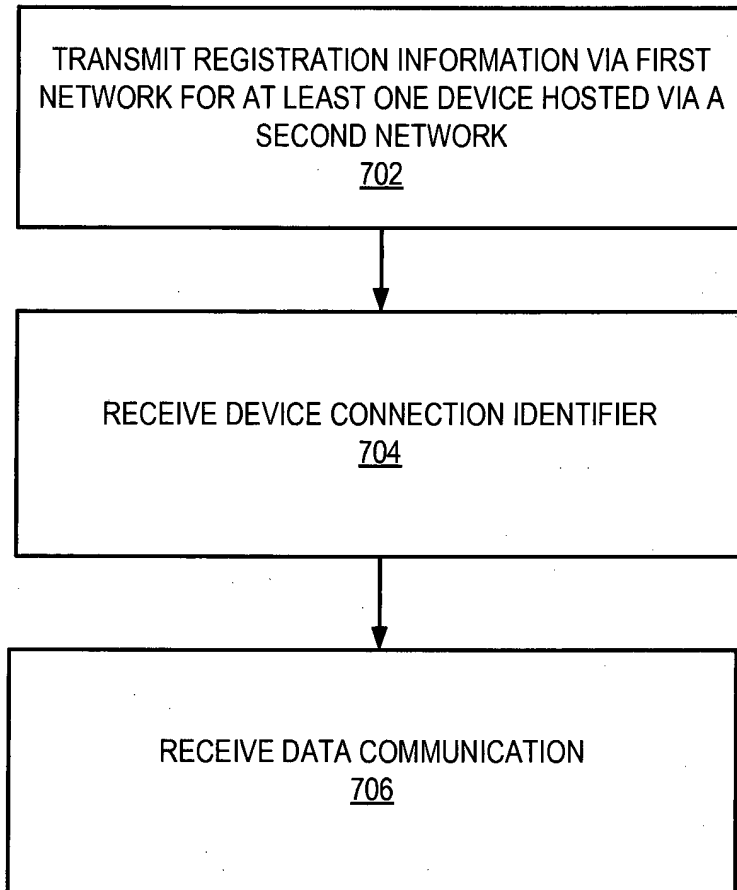 TRANSMIT REGISTRATION INFORMATION VIA FIRST
NETWORK FOR AT LEAST ONE DEVICE HOSTED VIA A
SECOND NETWORK
702
RECEIVE DEVICE CONNECTION IDENTIFIER
704
RECEIVE DATA COMMUNICATION
706